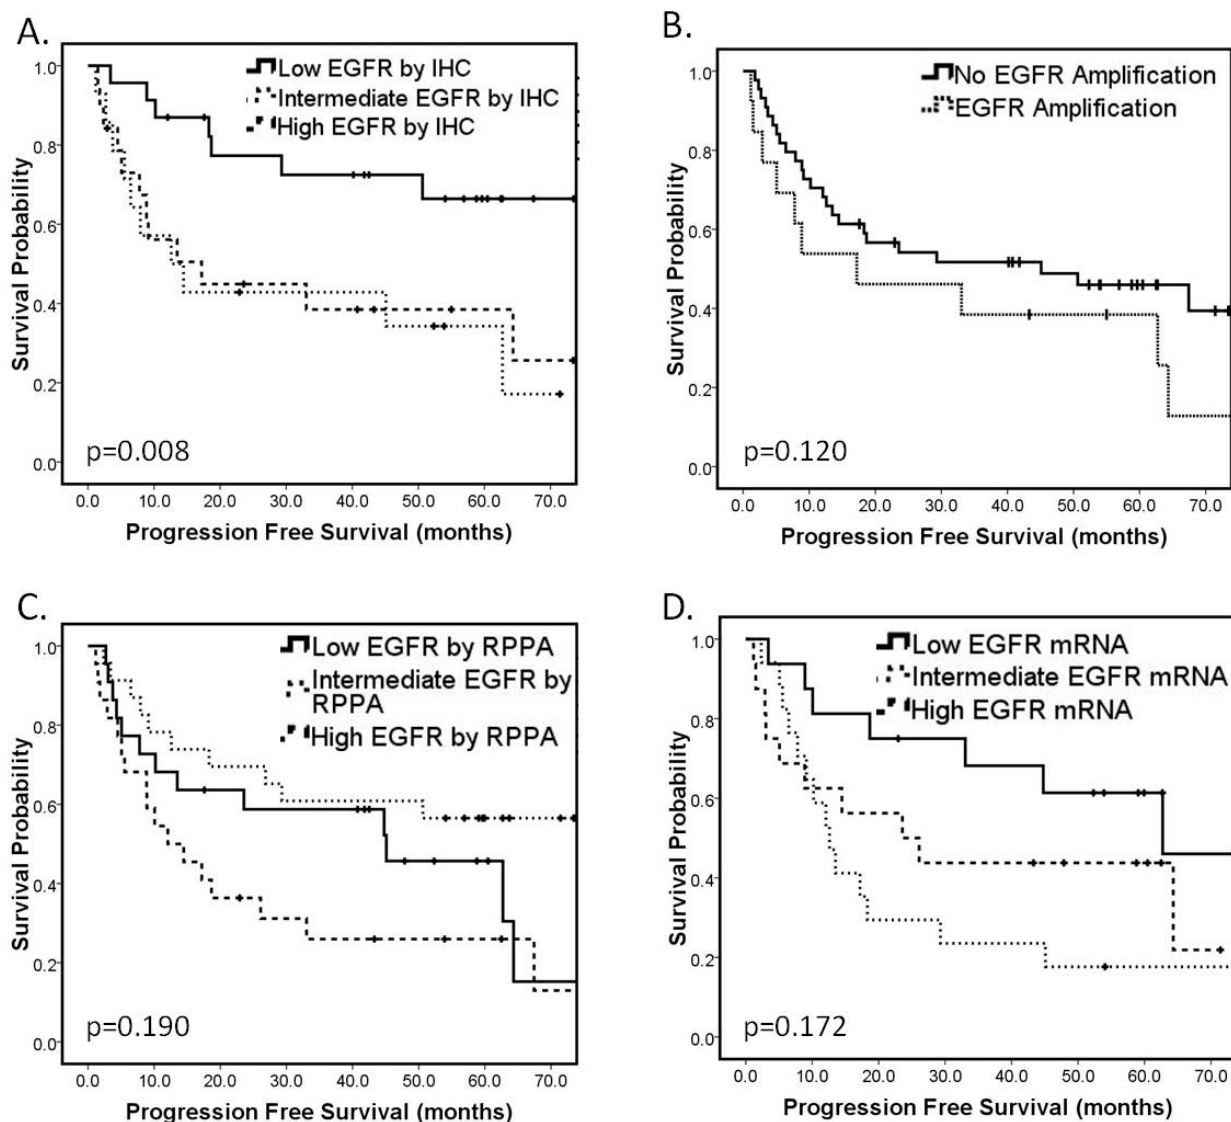 A.
Low EGFR by IHC
Intermediate EGFR by IHC
High EGFR by IHC
Survival Probability
1.0
0.8
0.6
0.4
0.2
0.0
p=0.008
0.0 10.0 20.0 30.0 40.0 50.0 60.0 70.0
Progression Free Survival (months)
B.
No EGFR Amplification
EGFR Amplification
Survival Probability
1.0
0.8
0.6
0.4
0.2
0.0
p=0.120
0.0 10.0 20.0 30.0 40.0 50.0 60.0 70.0
Progression Free Survival (months)
C.
Low EGFR by RPPA
Intermediate EGFR by
RPPA
High EGFR by RPPA
Survival Probability
1.0
0.8
0.6
0.4
0.2
0.0
p=0.190
0.0 10.0 20.0 30.0 40.0 50.0 60.0 70.0
Progression Free Survival (months)
D.
Low EGFR mRNA
Intermediate EGFR mRNA
High EGFR mRNA
Survival Probability
1.0
0.8
0.6
0.4
0.2
0.0
p=0.172
0.0 10.0 20.0 30.0 40.0 50.0 60.0 70.0
Progression Free Survival (months)